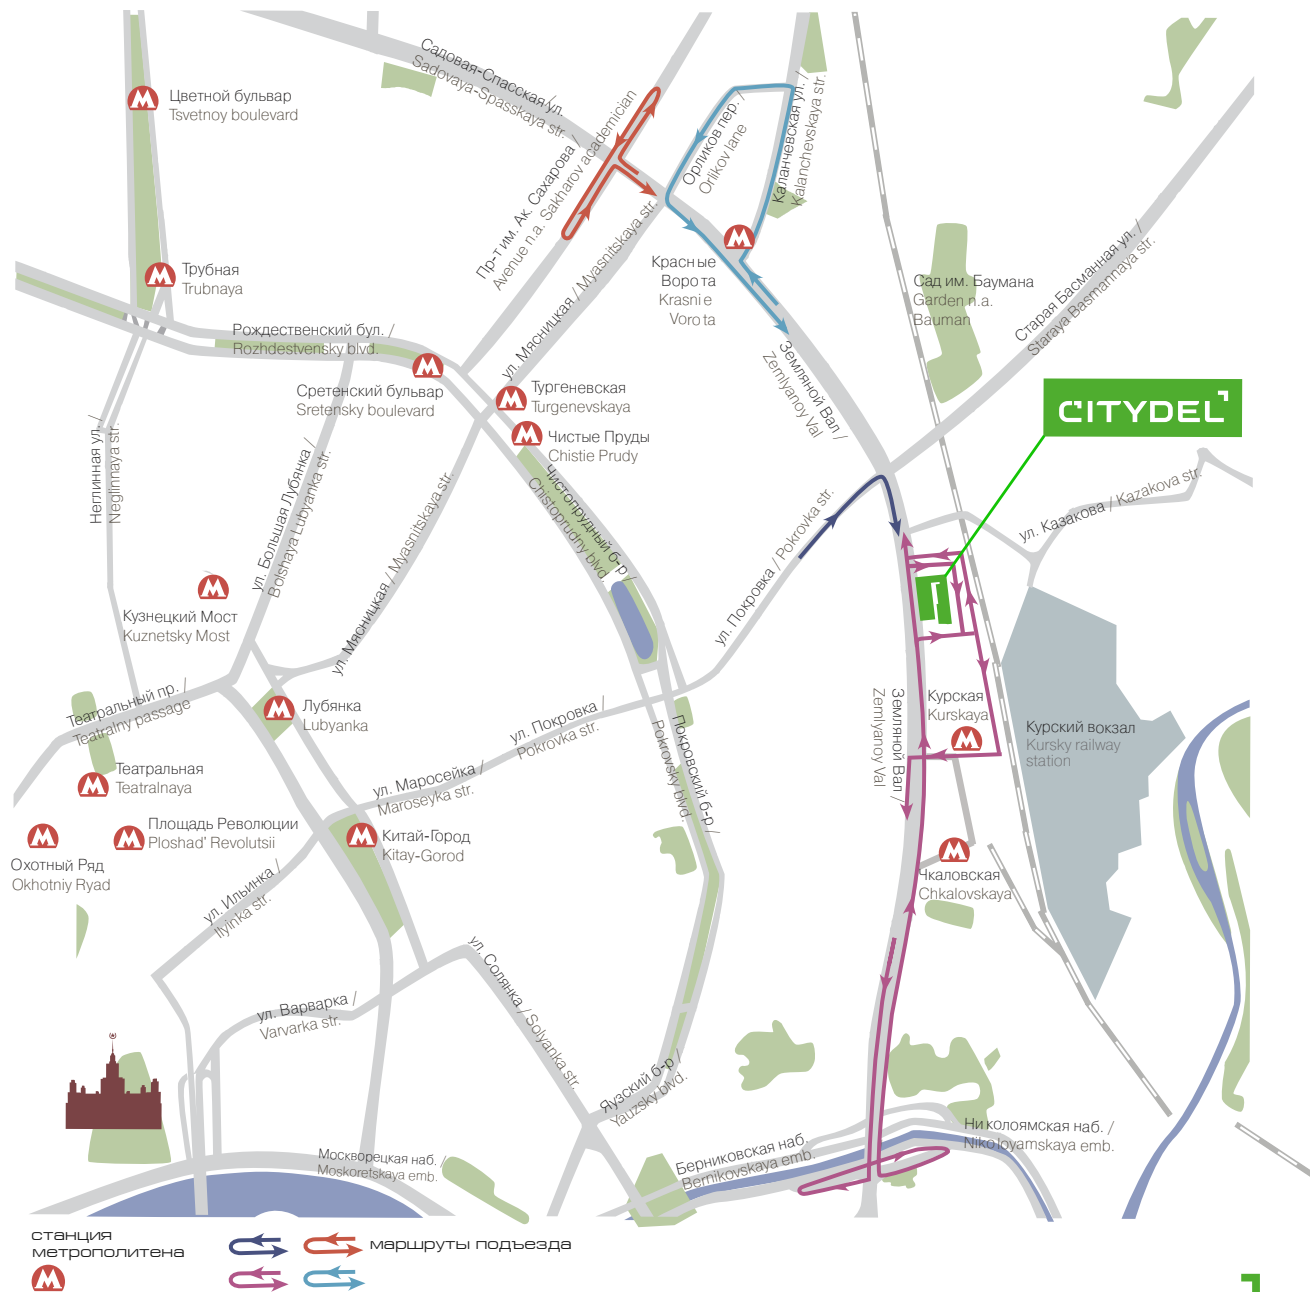 Садовая-Спасская ул.
Sadovaya-Spasskaya str.
Цветной бульвар
Tsvetnoy boulevard
Пр-т им. Ак. Сахарова /
Avenue n.a. Sakharov academician
Орликов пер. /
Orlikov lane
Каланчевская ул. /
Kalanchevskaya str.
Трубная
Trubnaya
Красные
Ворота
Krasnie
Vorota
Сад им. Баумана
Garden n.a.
Bauman
Старая Басманная ул. /
Staraya Basmannaya str.
Рождественский бул. /
Rozhdestvensky blvd.
ул. Мясницкая / Myasnitskaya str.
Земляной Вал /
Zemlyanoy Val
Сретенский бульвар
Sretensky boulevard
Тургеневская
Turgenevskaya
CITYDEL
Чистые Пруды
Chistie Prudy
Неглинная ул. /
Neglinnaya str.
ул. Большая Лубянка /
Bolshaya Lubyanka str.
ул. Мясницкая / Myasnitskaya str.
Чистопрудный б-р /
Chistoprudny blvd.
ул. Покровка / Pokrovka str.
ул. Казакова / Kazakova str.
Кузнецкий Мост
Kuznetsky Most
Театральный пр. /
Teatralny passage
Лубянка
Lubyanka
ул. Покровка /
Pokrovka str.
Покровский б-р /
Pokrovsky blvd.
Земляной Вал /
Zemlyanoy Val
Курская
Kurskaya
Курский вокзал
Kursky railway
station
Театральная
Teatralnaya
ул. Маросейка /
Maroseyka str.
Площадь Революции
Ploshad' Revolutsii
Китай-Город
Kitay-Gorod
Охотный Ряд
Okhotniy Ryad
Чкаловская
Chkalovskaya
ул. Ильинка /
Ilyinka str.
ул. Солянка / Solyanka str.
ул. Варварка /
Varvarka str.
Яузский б-р /
Yauzsky blvd.
Николоямская наб. /
Nikoloyamskaya emb.
Берниковская наб.
Bernikovskaya emb.
Москворецкая наб. /
Moskoretskaya emb.
станция
метрополитена
маршруты подъезда